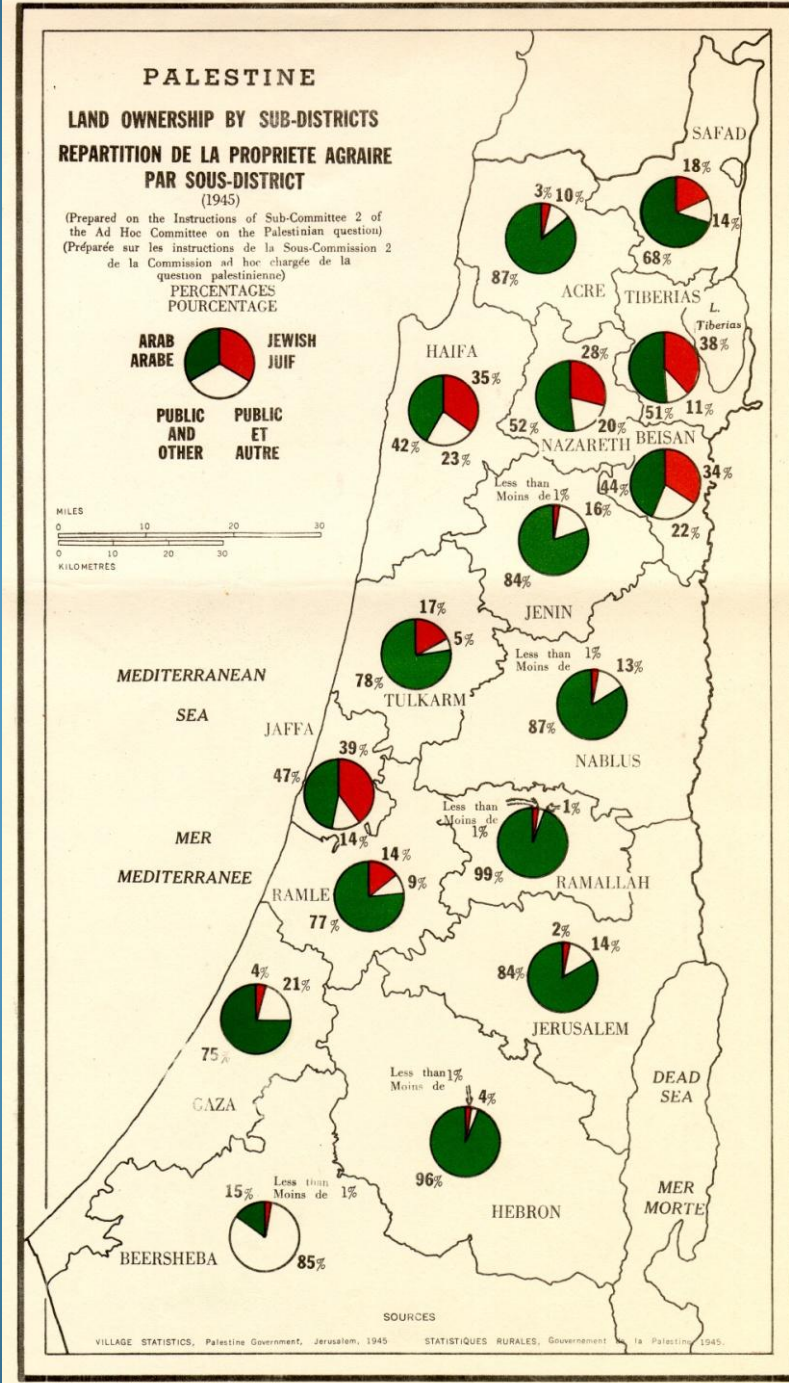 PALESTINE
LAND OWNERSHIP BY SUB-DISTRICTS
REPARTITION DE LA PROPRIETE AGRAIRE
PAR SOUS-DISTRICT
(1945)
(Prepared on the Instructions of Sub-Committee 2 of
the Ad Hoc Committee on the Palestinian question)
(Préparée sur les instructions de la Sous-Commission 2
de la Commission ad hoc chargée de la
question palestinienne)
PERCENTAGES
POURCENTAGE
ARAB
ARABE
JEWISH
JUIF
PUBLIC
AND
OTHER
PUBLIC
ET
AUTRE
MILES
0 10 20 30
0 10 20 30
KILOMETRES
SAFAD
18%
14%
68%
3% 10%
87%
ACRE
TIBERIAS
L.
Tiberias
38%
11%
51%
HAIFA
35%
42%
23%
28%
52%
20%
NAZARETH
BEISAN
34%
44%
22%
Less than
Moins de 1%
16%
84%
JENIN
17%
5%
78%
TULKARM
Less than
Moins de 1%
13%
87%
NABLUS
MEDITERRANEAN
SEA
MER
MEDITERRANEE
JAFFA
39%
47%
14%
Less than
Moins de
1%
1%
99%
RAMALLAH
14%
9%
RAMLE
77%
2%
14%
84%
JERUSALEM
4%
21%
75%
GAZA
Less than 1%
Moins de
4%
96%
HEBRON
DEAD
SEA
MER
MORTE
15%
Less than
Moins de 1%
BEERSHEBA
85%
SOURCES
VILLAGE STATISTICS, Palestine Government, Jerusalem, 1945
STATISTIQUES RURALES, Gouvernement de la Palestine, 1945.